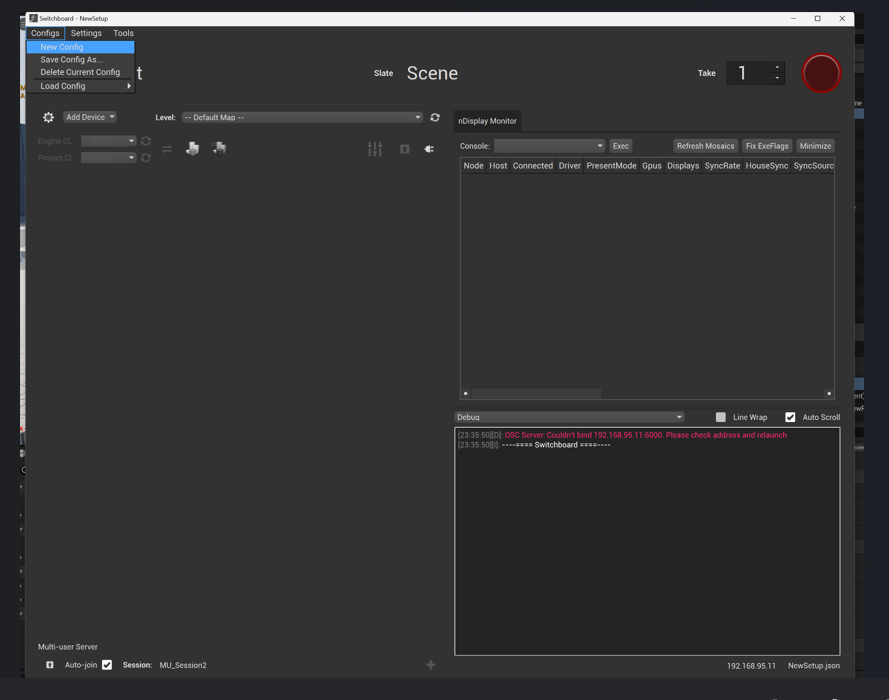 Switchboard - NewSetup
Configs Settings Tools
New Config
Save Config As...
Delete Current Config
Load Config
t
Slate Scene
Take 1
Add Device
Level: -- Default Map --
Engine CL
Project CL
nDisplay Monitor
Console: Exec Refresh Mosaics Fix ExeFlags Minimize
Node Host Connected Driver PresentMode Gpus Displays SyncRate HouseSync SyncSourc
Debug Line Wrap Auto Scroll
[23:35:50][D]: OSC Server: Couldn't bind 192.168.95.11:6000. Please check address and relaunch
[23:35:50][I]: ----==== Switchboard ====----
Multi-user Server
Auto-join Session: MU_Session2
192.168.95.11 NewSetup.json